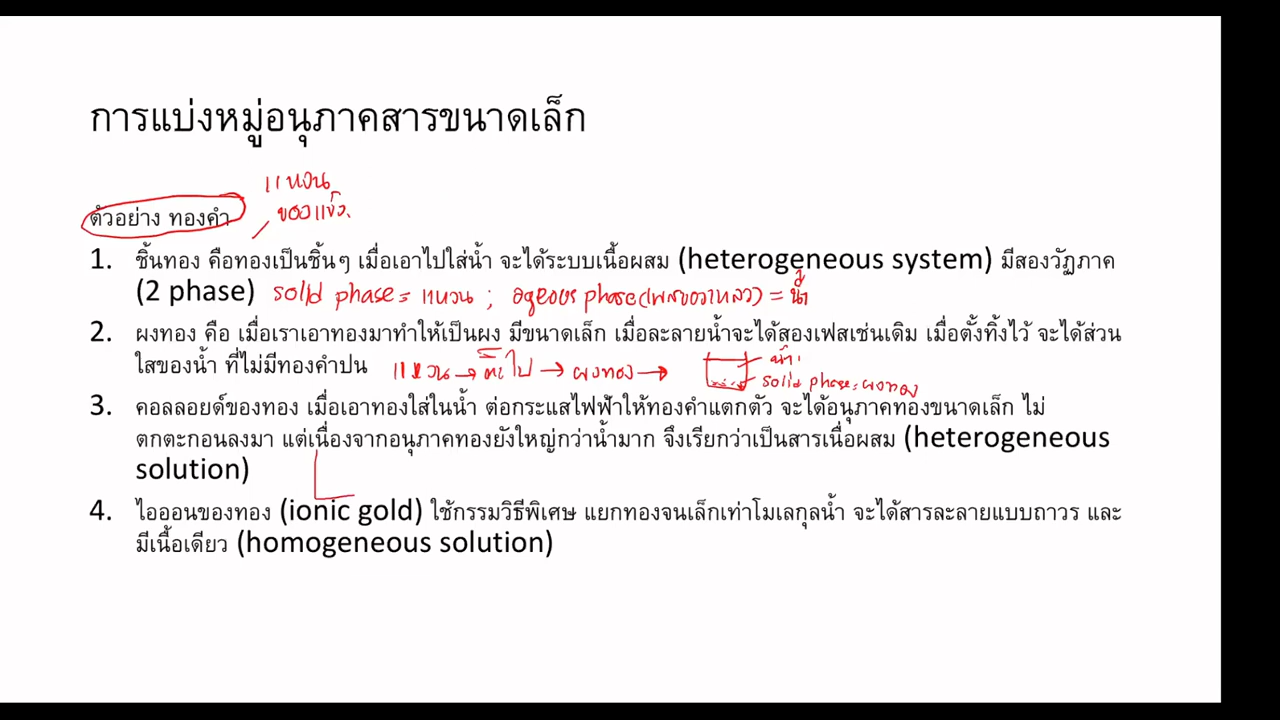 การแบ่งหมู่อนุภาคสารขนาดเล็ก
แหวน
ตัวอย่าง ทองคำ
ของแข็ง
1. ชิ้นทอง คือทองเป็นชิ้นๆ เมื่อเอาไปใส่น้ำ จะได้ระบบเนื้อผสม (heterogeneous system) มีสองวัฏภาค
(2 phase) solid phase = แหวน ; ageous phase (เฟสของเหลว) = น้ำ
2. ผงทอง คือ เมื่อเราเอาทองมาทำให้เป็นผง มีขนาดเล็ก เมื่อละลายน้ำจะได้สองเฟสเช่นเดิม เมื่อตั้งทิ้งไว้ จะได้ส่วน
ใสของน้ำ ที่ไม่มีทองคำปน แหวน → ไป → ผงทอง → น้ำ
solid phase = ผงทอง
3. คอลลอยด์ของทอง เมื่อเอาทองใส่ในน้ำ ต่อกระแสไฟฟ้าให้ทองคำแตกตัว จะได้อนุภาคทองขนาดเล็ก ไม่
ตกตะกอนลงมา แต่เนื่องจากอนุภาคทองยังใหญ่กว่าน้ำมาก จึงเรียกว่าเป็นสารเนื้อผสม (heterogeneous
solution)
4. ไอออนของทอง (ionic gold) ใช้กรรมวิธีพิเศษ แยกทองจนเล็กเท่าโมเลกุลน้ำ จะได้สารละลายแบบถาวร และ
มีเนื้อเดียว (homogeneous solution)